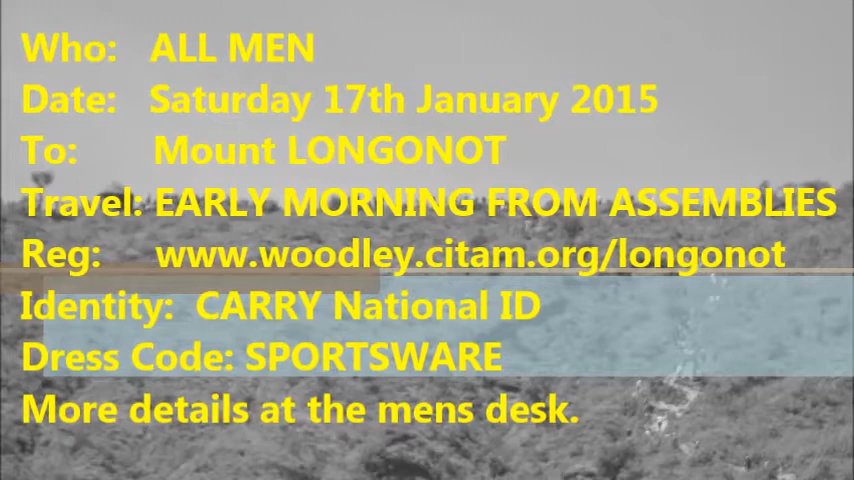 Who: ALL MEN
Date: Saturday 17th January 2015
To: Mount LONGONOT
Travel: EARLY MORNING FROM ASSEMBLIES
Reg: www.woodley.citam.org/longonot
Identity: CARRY National ID
Dress Code: SPORTSWARE
More details at the mens desk.